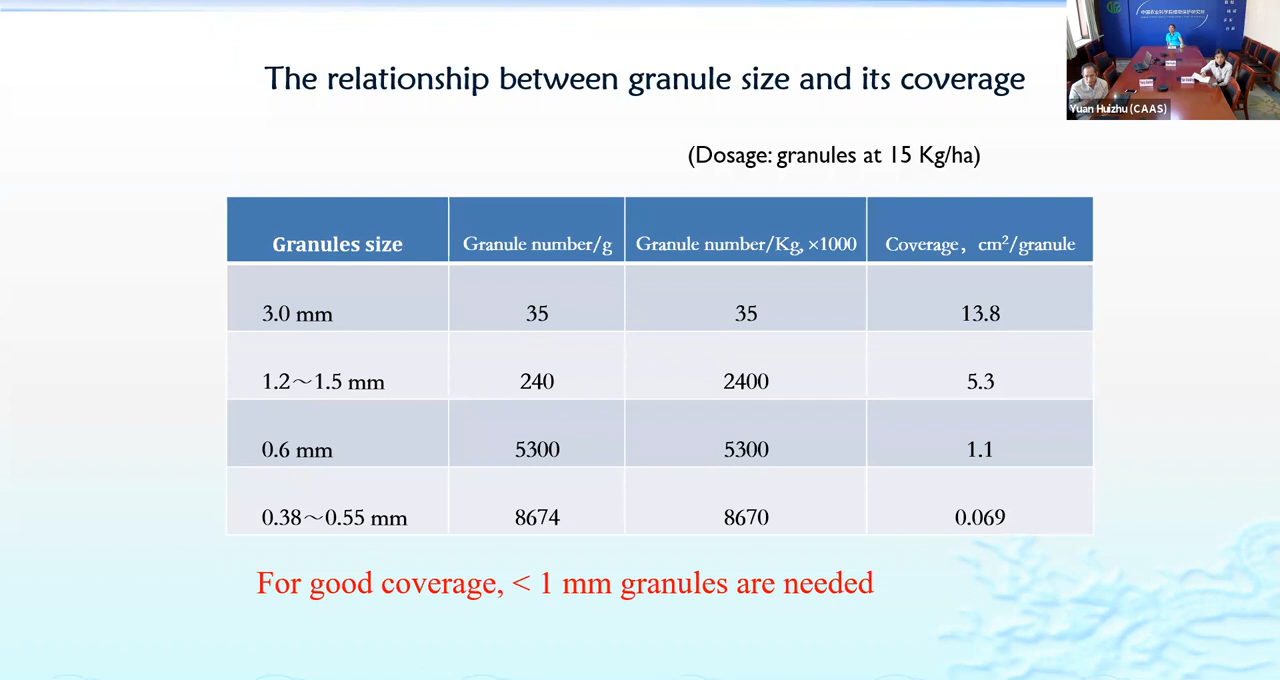 The relationship between granule size and its coverage
Yuan Huizhu (CAAS)
(Dosage: granules at 15 Kg/ha)
Granules size Granule number/g Granule number/Kg, ×1000 Coverage，cm²/granule
3.0 mm 35 35 13.8
1.2～1.5 mm 240 2400 5.3
0.6 mm 5300 5300 1.1
0.38～0.55 mm 8674 8670 0.069
For good coverage, < 1 mm granules are needed